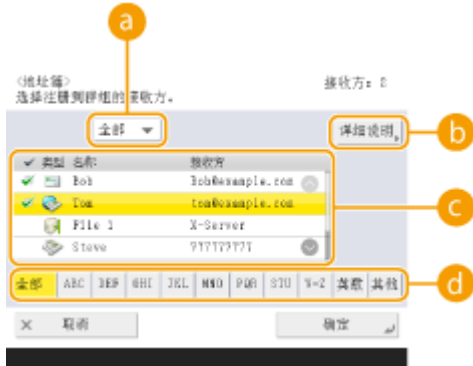 a
<地址簿>
选择注册到群组的接收方。
接收方: 2
全部
详细说明
b
类型 名称 接收方
Bob Bob@example.com
Tom tom@example.com
c
File 1 X-Server
Steve 777777777
全部 ABC DEF GHI JKL MNO PQR STU V-Z 英数 其他
d
× 取消
确定